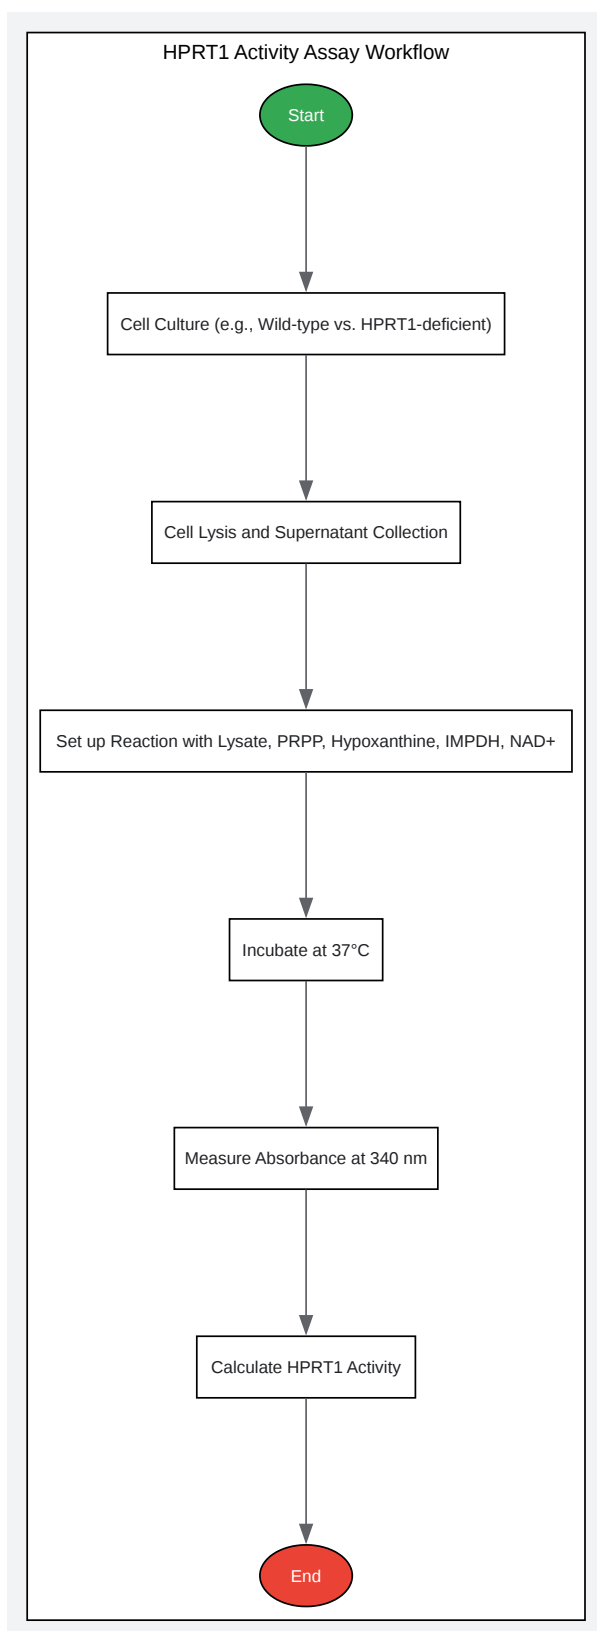 HPRT1 Activity Assay Workflow
Start
Cell Culture (e.g., Wild-type vs. HPRT1-deficient)
Cell Lysis and Supernatant Collection
Set up Reaction with Lysate, PRPP, Hypoxanthine, IMPDH, NAD+
Incubate at 37°C
Measure Absorbance at 340 nm
Calculate HPRT1 Activity
End